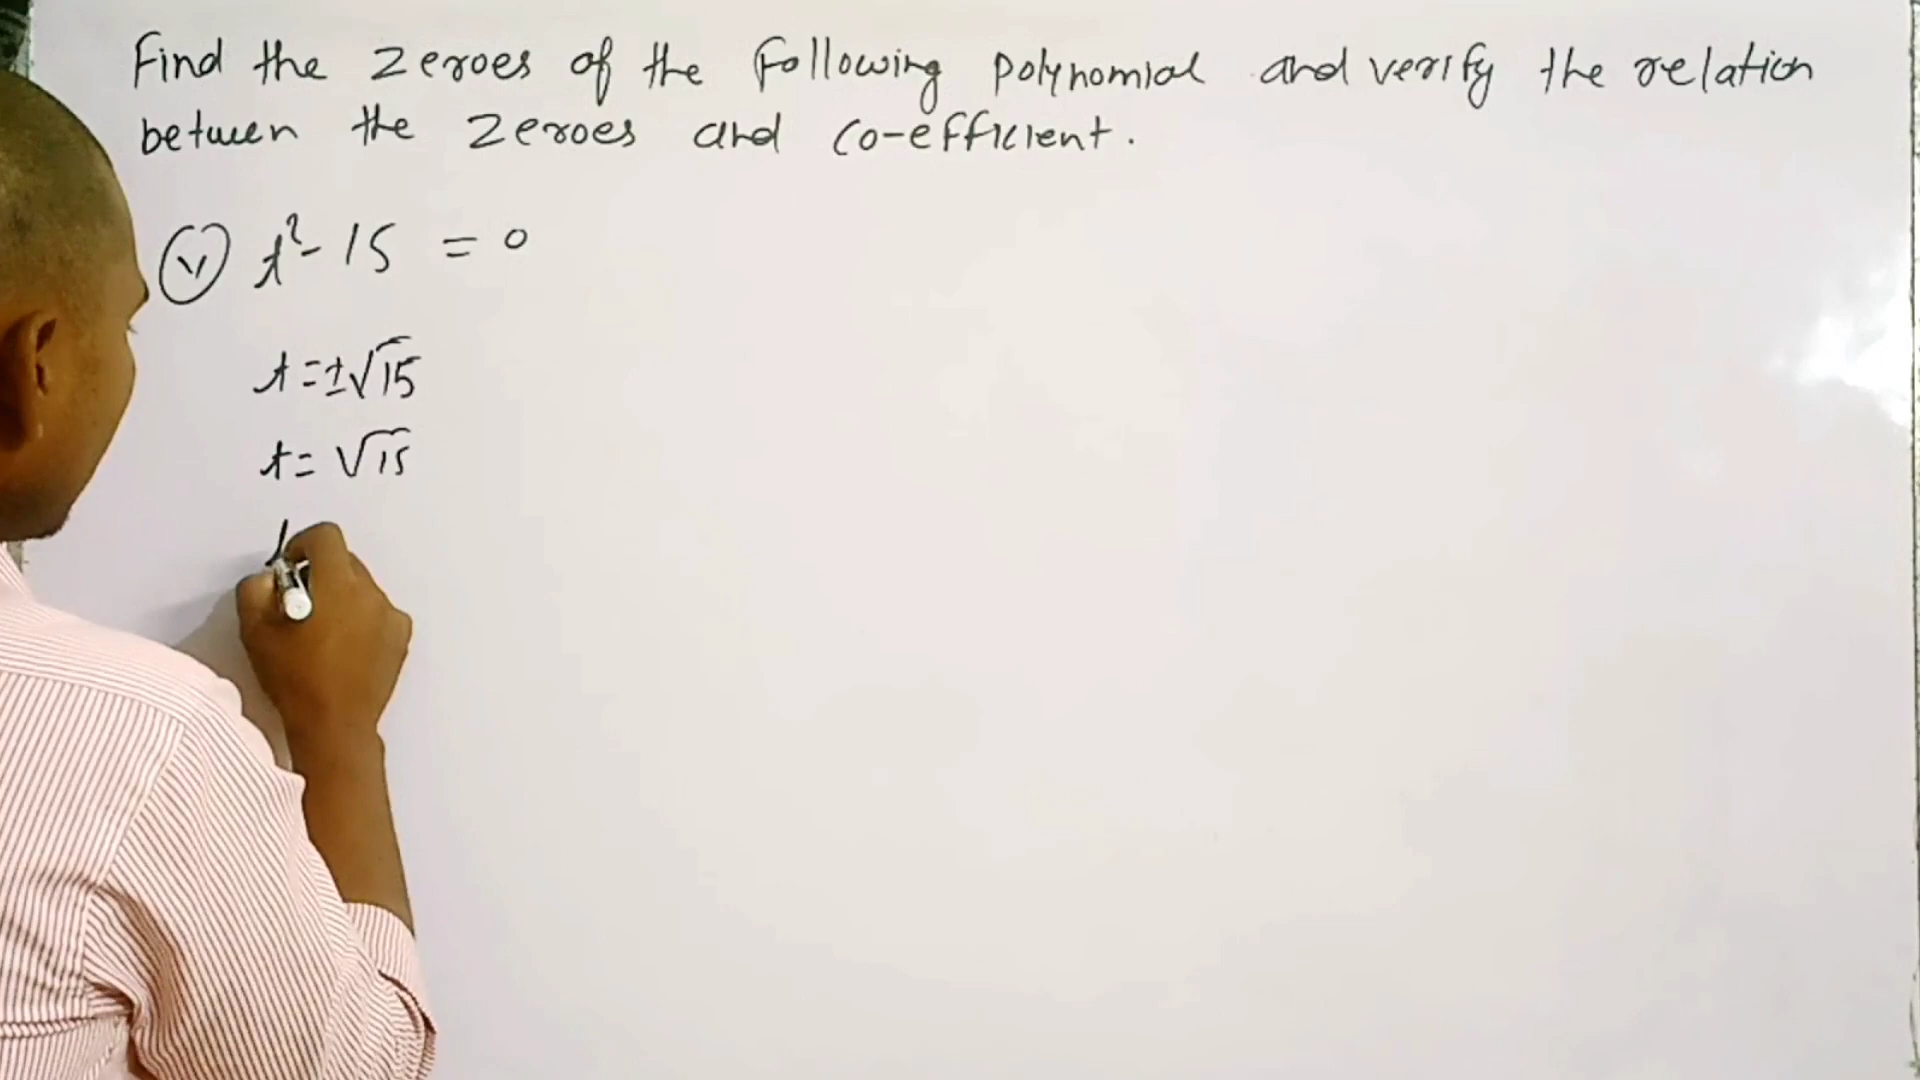 Find the zeroes of the following polynomial and verify the relation
between the zeroes and co-efficient.
(v) t² - 15 = 0
t = ±√15
t = √15